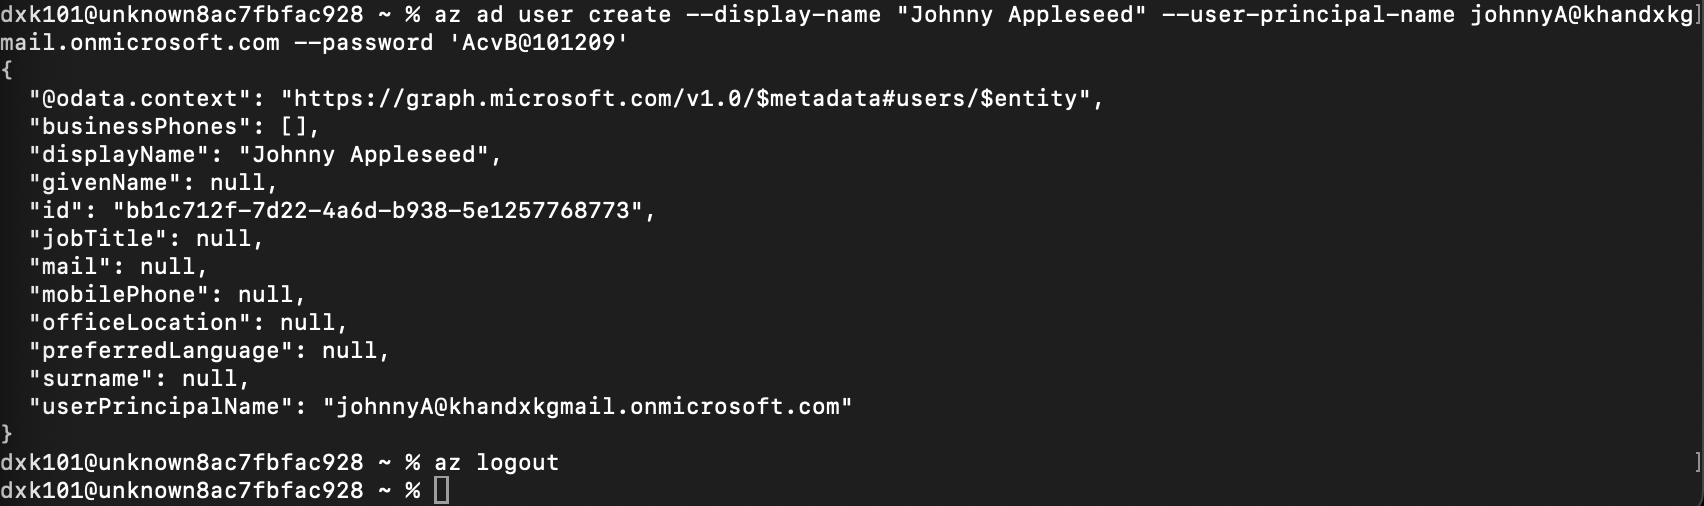 dxk101@unknown8ac7fbfac928 ~ % az ad user create --display-name "Johnny Appleseed" --user-principal-name johnnyA@khandxkg]
mail.onmicrosoft.com --password 'AcvB@101209'
{
  "@odata.context": "https://graph.microsoft.com/v1.0/$metadata#users/$entity",
  "businessPhones": [],
  "displayName": "Johnny Appleseed",
  "givenName": null,
  "id": "bb1c712f-7d22-4a6d-b938-5e1257768773",
  "jobTitle": null,
  "mail": null,
  "mobilePhone": null,
  "officeLocation": null,
  "preferredLanguage": null,
  "surname": null,
  "userPrincipalName": "johnnyA@khandxkgmail.onmicrosoft.com"
}
dxk101@unknown8ac7fbfac928 ~ % az logout ]
dxk101@unknown8ac7fbfac928 ~ %